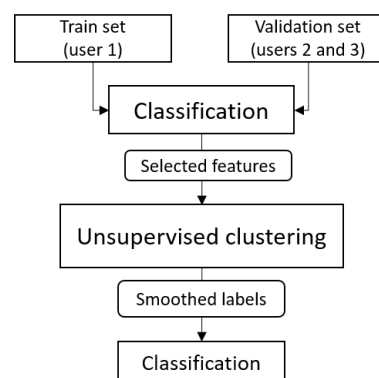 Train set
(user 1)
Validation set
(users 2 and 3)
Classification
Selected features
Unsupervised clustering
Smoothed labels
Classification